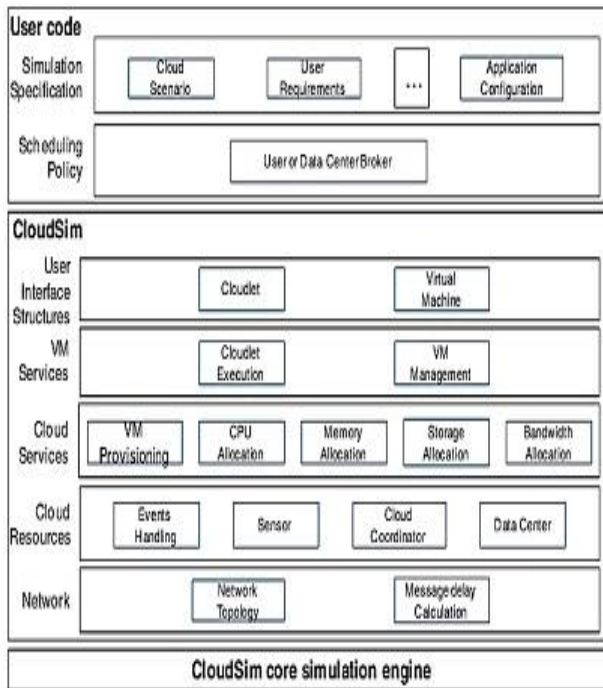 User code
Simulation
Specification
Cloud
Scenario
User
Requirements
...
Application
Configuration
Scheduling
Policy
User or Data Center Broker
CloudSim
User
Interface
Structures
Cloudlet
Virtual
Machine
VM
Services
Cloudlet
Execution
VM
Management
Cloud
Services
VM
Provisioning
CPU
Allocation
Memory
Allocation
Storage
Allocation
Bandwidth
Allocation
Cloud
Resources
Events
Handling
Sensor
Cloud
Coordinator
Data Center
Network
Network
Topology
Message delay
Calculation
CloudSim core simulation engine